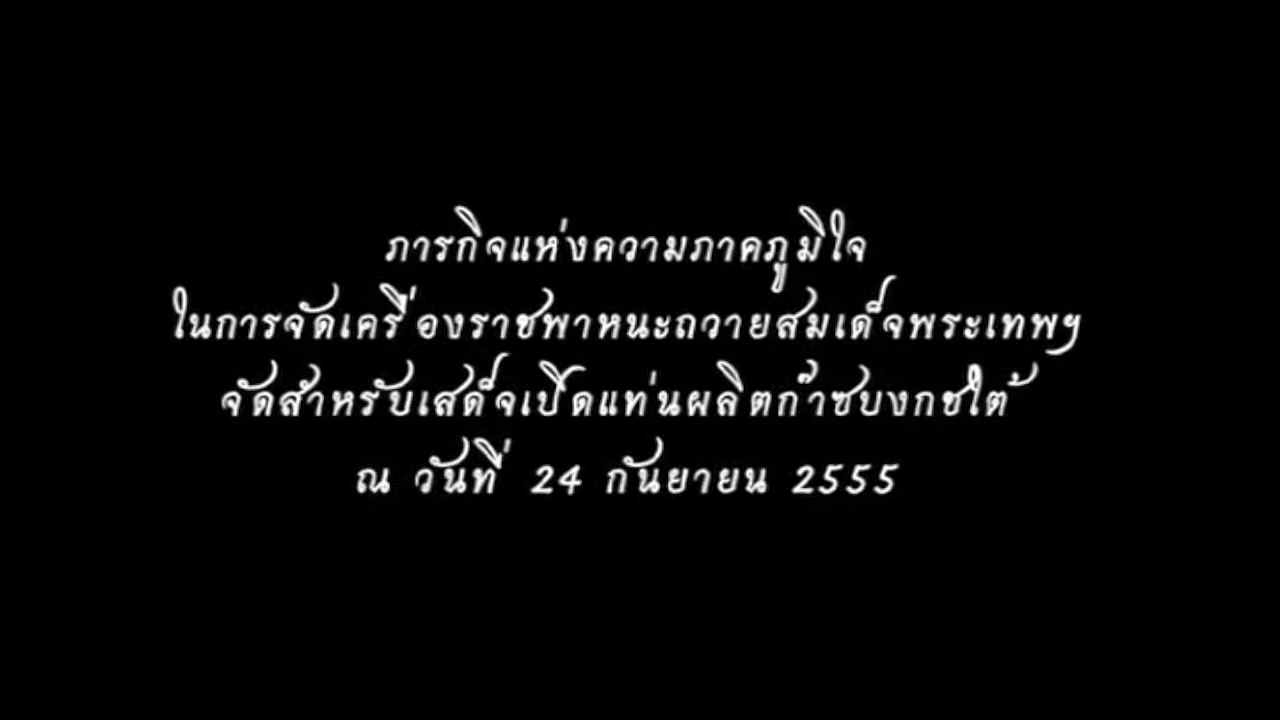 ภารกิจแห่งความภาคภูมิใจ
ในการจัดเครื่องราชพาหนะถวายสมเด็จพระเทพฯ
จัดสำหรับเสด็จเปิดแท่นผลิตก๊าซบงกชใต้
ณ วันที่ 24 กันยายน 2555